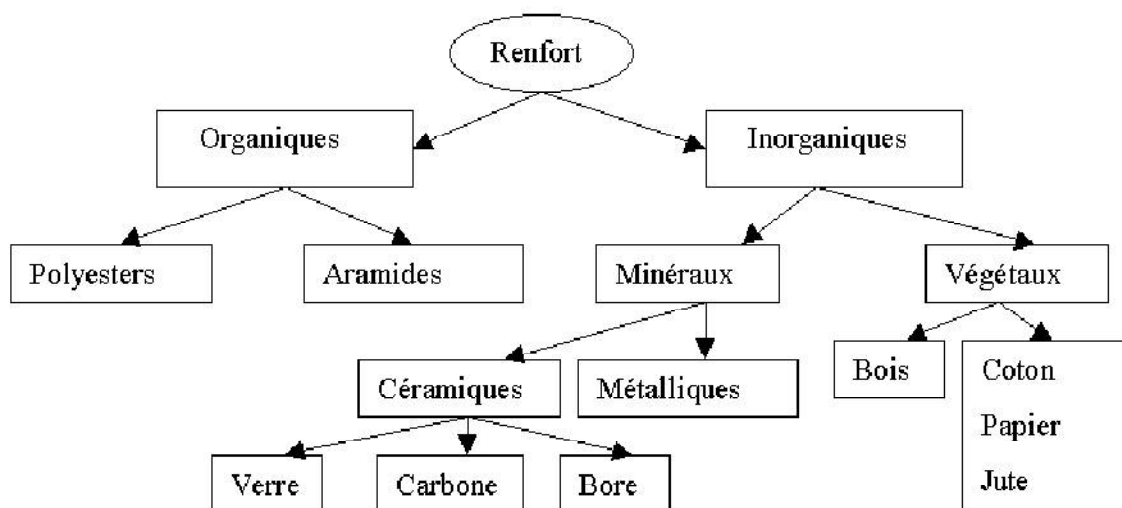 Renfort
Organiques
Inorganiques
Polyesters
Aramides
Minéraux
Végétaux
Céramiques
Métalliques
Bois
Coton
Papier
Jute
Verre
Carbone
Bore